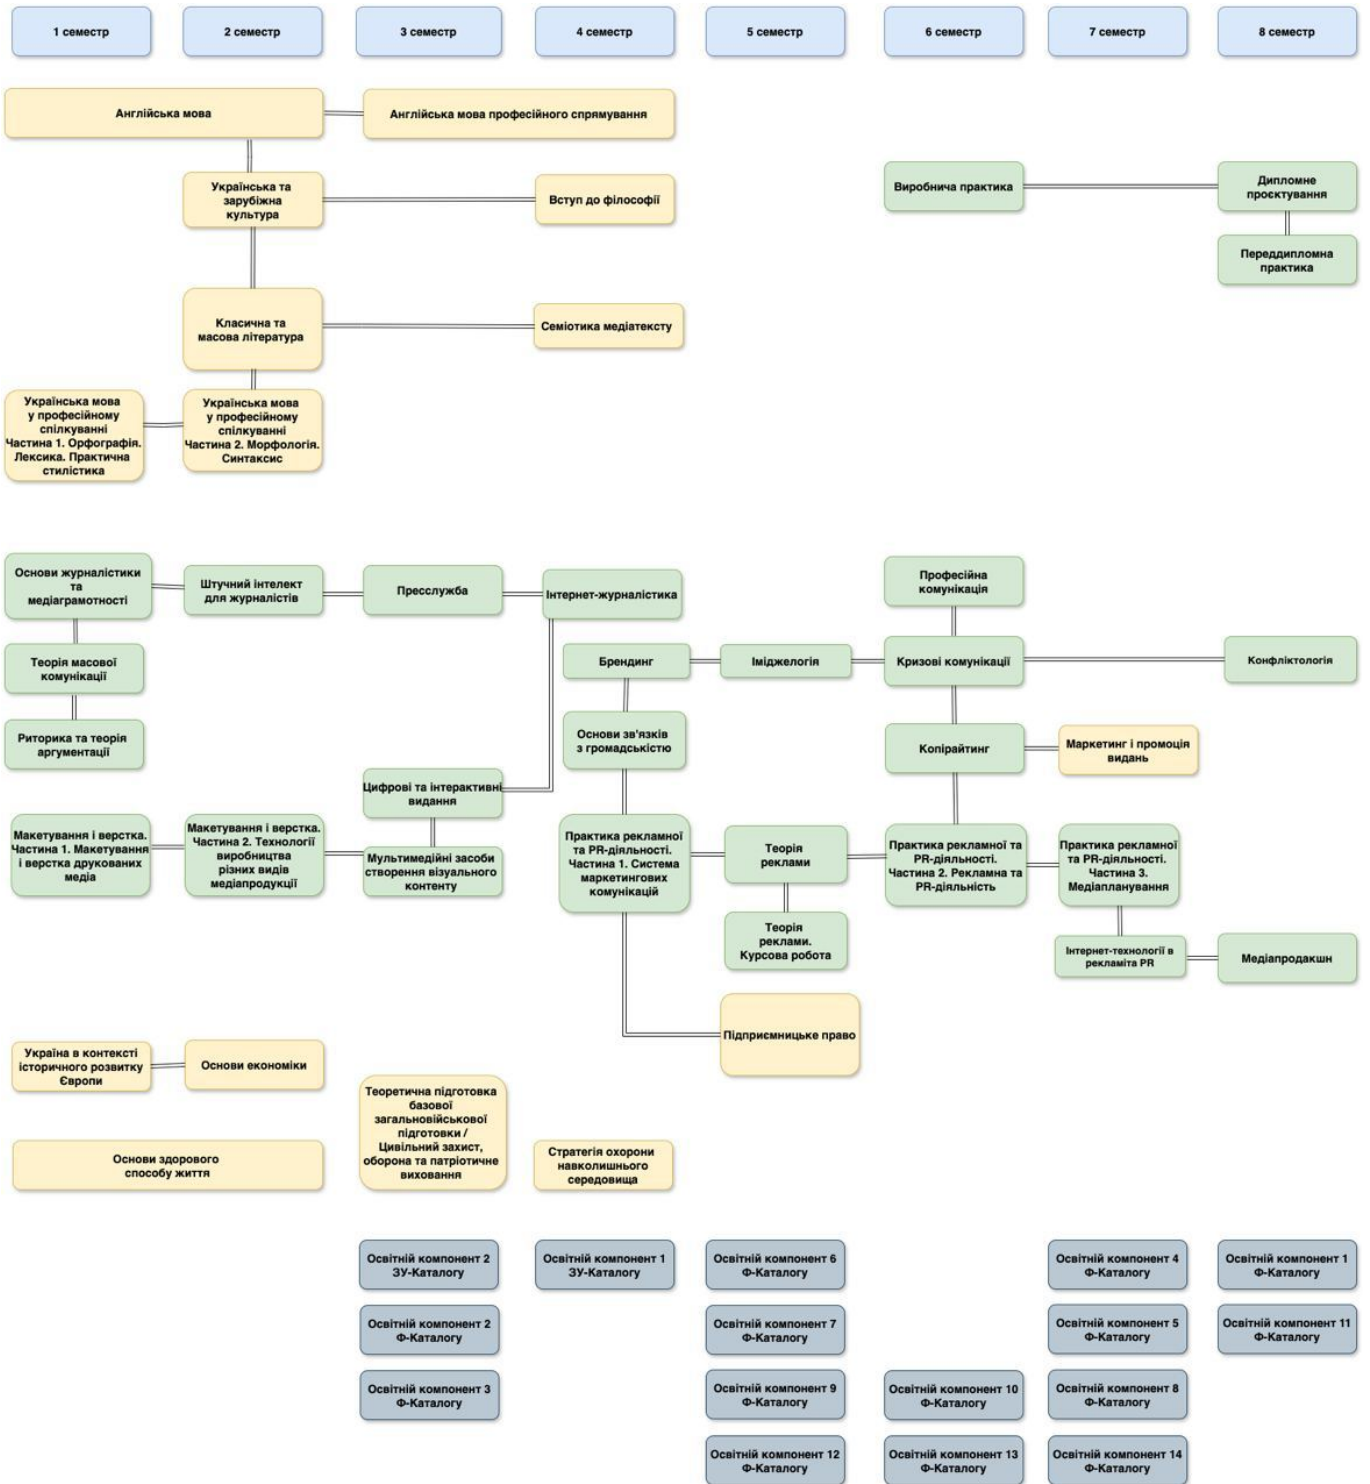 1 семестр
2 семестр
3 семестр
4 семестр
5 семестр
6 семестр
7 семестр
8 семестр
Англійська мова
Англійська мова професійного спрямування
Українська та
зарубіжна
культура
Вступ до філософії
Виробнича практика
Дипломне
проєктування
Переддипломна
практика
Класична та
масова література
Семіотика медіатексту
Українська мова
у професійному
спілкуванні
Частина 1. Орфографія.
Лексика. Практична
стилістика
Українська мова
у професійному
спілкуванні
Частина 2. Морфологія.
Синтаксис
Основи журналістики
та
медіаграмотності
Штучний інтелект
для журналістів
Пресслужба
Інтернет-журналістика
Професійна
комунікація
Теорія масової
комунікації
Брендинг
Іміджелогія
Кризові комунікації
Конфліктологія
Риторика та теорія
аргументації
Основи зв'язків
з громадськістю
Копірайтинг
Маркетинг і промоція
видань
Цифрові та інтерактивні
видання
Макетування і верстка.
Частина 1. Макетування
і верстка друкованих
медіа
Макетування і верстка.
Частина 2. Технології
виробництва
різних видів
медіапродукції
Мультимедійні засоби
створення візуального
контенту
Практика рекламної
та PR-діяльності.
Частина 1. Система
маркетингових
комунікацій
Теорія
реклами
Практика рекламної та
PR-діяльності.
Частина 2. Рекламна та
PR-діяльність
Практика рекламної
та PR-діяльності.
Частина 3.
Медіапланування
Теорія
реклами.
Курсова робота
Інтернет-технології в
рекламіта PR
Медіапродакшн
Підприємницьке право
Україна в контексті
історичного розвитку
Європи
Основи економіки
Теоретична підготовка
базової
загальновійськової
підготовки /
Цивільний захист,
оборона та патріотичне
виховання
Основи здорового
способу життя
Стратегія охорони
навколишнього
середовища
Освітній компонент 2
ЗУ-Каталогу
Освітній компонент 1
ЗУ-Каталогу
Освітній компонент 6
Ф-Каталогу
Освітній компонент 4
Ф-Каталогу
Освітній компонент 1
Ф-Каталогу
Освітній компонент 2
Ф-Каталогу
Освітній компонент 7
Ф-Каталогу
Освітній компонент 5
Ф-Каталогу
Освітній компонент 11
Ф-Каталогу
Освітній компонент 3
Ф-Каталогу
Освітній компонент 9
Ф-Каталогу
Освітній компонент 10
Ф-Каталогу
Освітній компонент 8
Ф-Каталогу
Освітній компонент 12
Ф-Каталогу
Освітній компонент 13
Ф-Каталогу
Освітній компонент 14
Ф-Каталогу